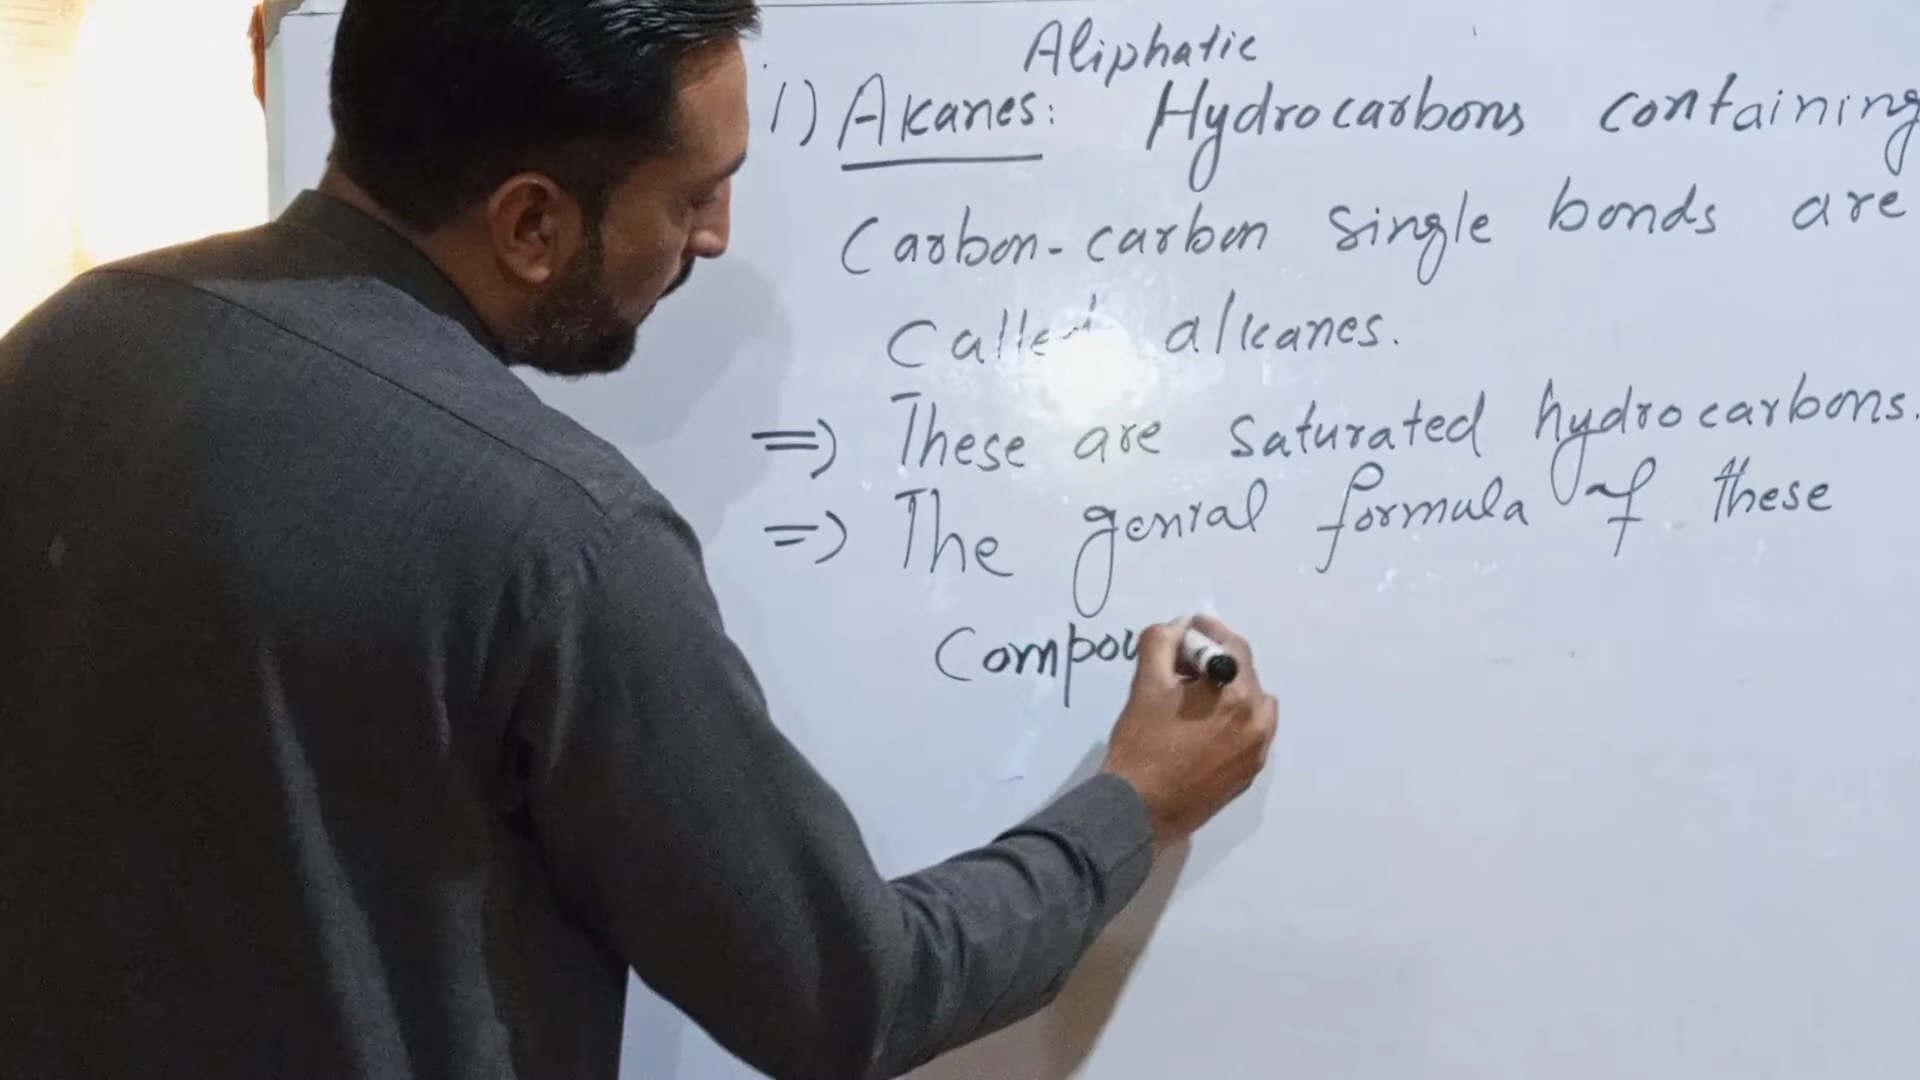 Aliphatic
1) Akanes: Hydrocarbons containing
Carbon-carbon single bonds are
Called alkanes.
=) These are saturated hydrocarbons.
=) The genral formula of these
Compou